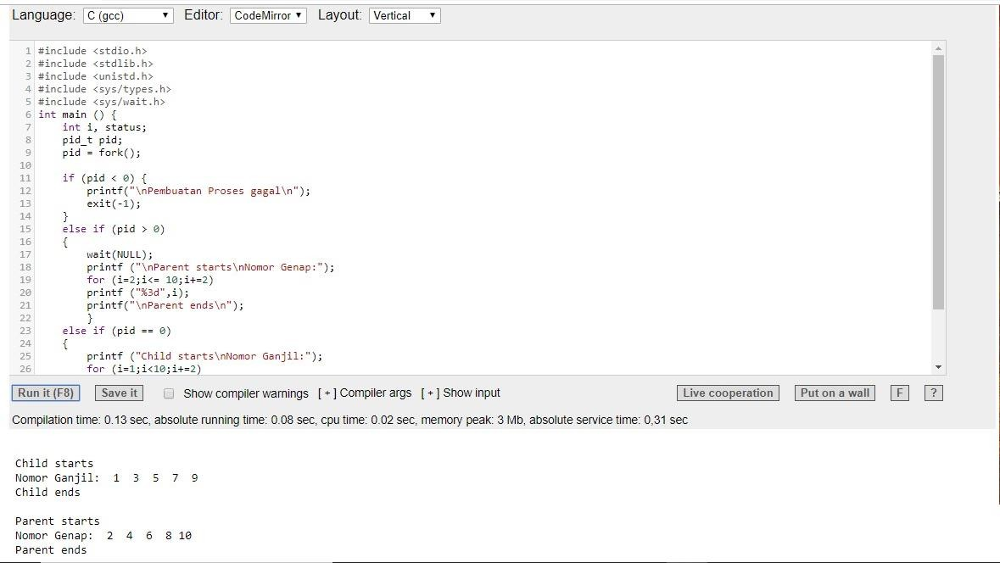 Language: C (gcc) Editor: CodeMirror Layout: Vertical
1 #include <stdio.h>
2 #include <stdlib.h>
3 #include <unistd.h>
4 #include <sys/types.h>
5 #include <sys/wait.h>
6 int main () {
7     int i, status;
8     pid_t pid;
9     pid = fork();
10
11     if (pid < 0) {
12         printf("\nPembuatan Proses gagal\n");
13         exit(-1);
14     }
15     else if (pid > 0)
16     {
17         wait(NULL);
18         printf ("\nParent starts\nNomor Genap:");
19         for (i=2;i<= 10;i+=2)
20         printf ("%3d",i);
21         printf("\nParent ends\n");
22         }
23     else if (pid == 0)
24     {
25         printf ("Child starts\nNomor Ganjil:");
26         for (i=1;i<10;i+=2)
Run it (F8) Save it Show compiler warnings [ + ] Compiler args [ + ] Show input Live cooperation Put on a wall F ?
Compilation time: 0.13 sec, absolute running time: 0.08 sec, cpu time: 0.02 sec, memory peak: 3 Mb, absolute service time: 0,31 sec
Child starts
Nomor Ganjil:  1  3  5  7  9
Child ends
Parent starts
Nomor Genap:  2  4  6  8 10
Parent ends